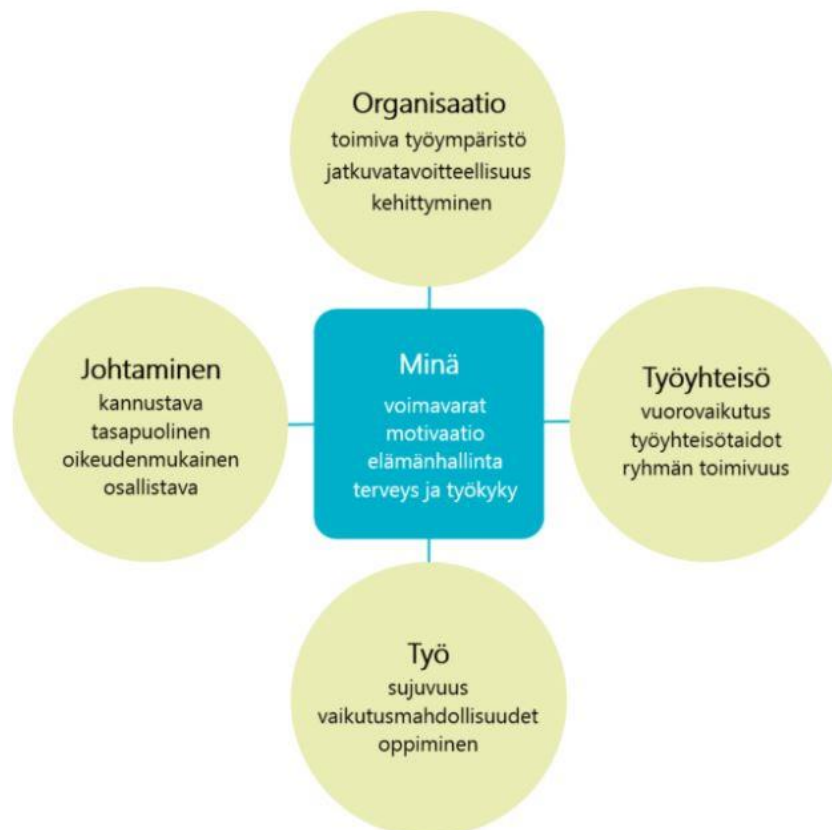 Organisaatio
toimiva työympäristö
jatkuvatavoitteellisuus
kehittyminen
Johtaminen
kannustava
tasapuolinen
oikeudenmukainen
osallistava
Minä
voimavarat
motivaatio
elämänhallinta
terveys ja työkyky
Työyhteisö
vuorovaikutus
työyhteisötaidot
ryhmän toimivuus
Työ
sujuvuus
vaikutusmahdollisuudet
oppiminen